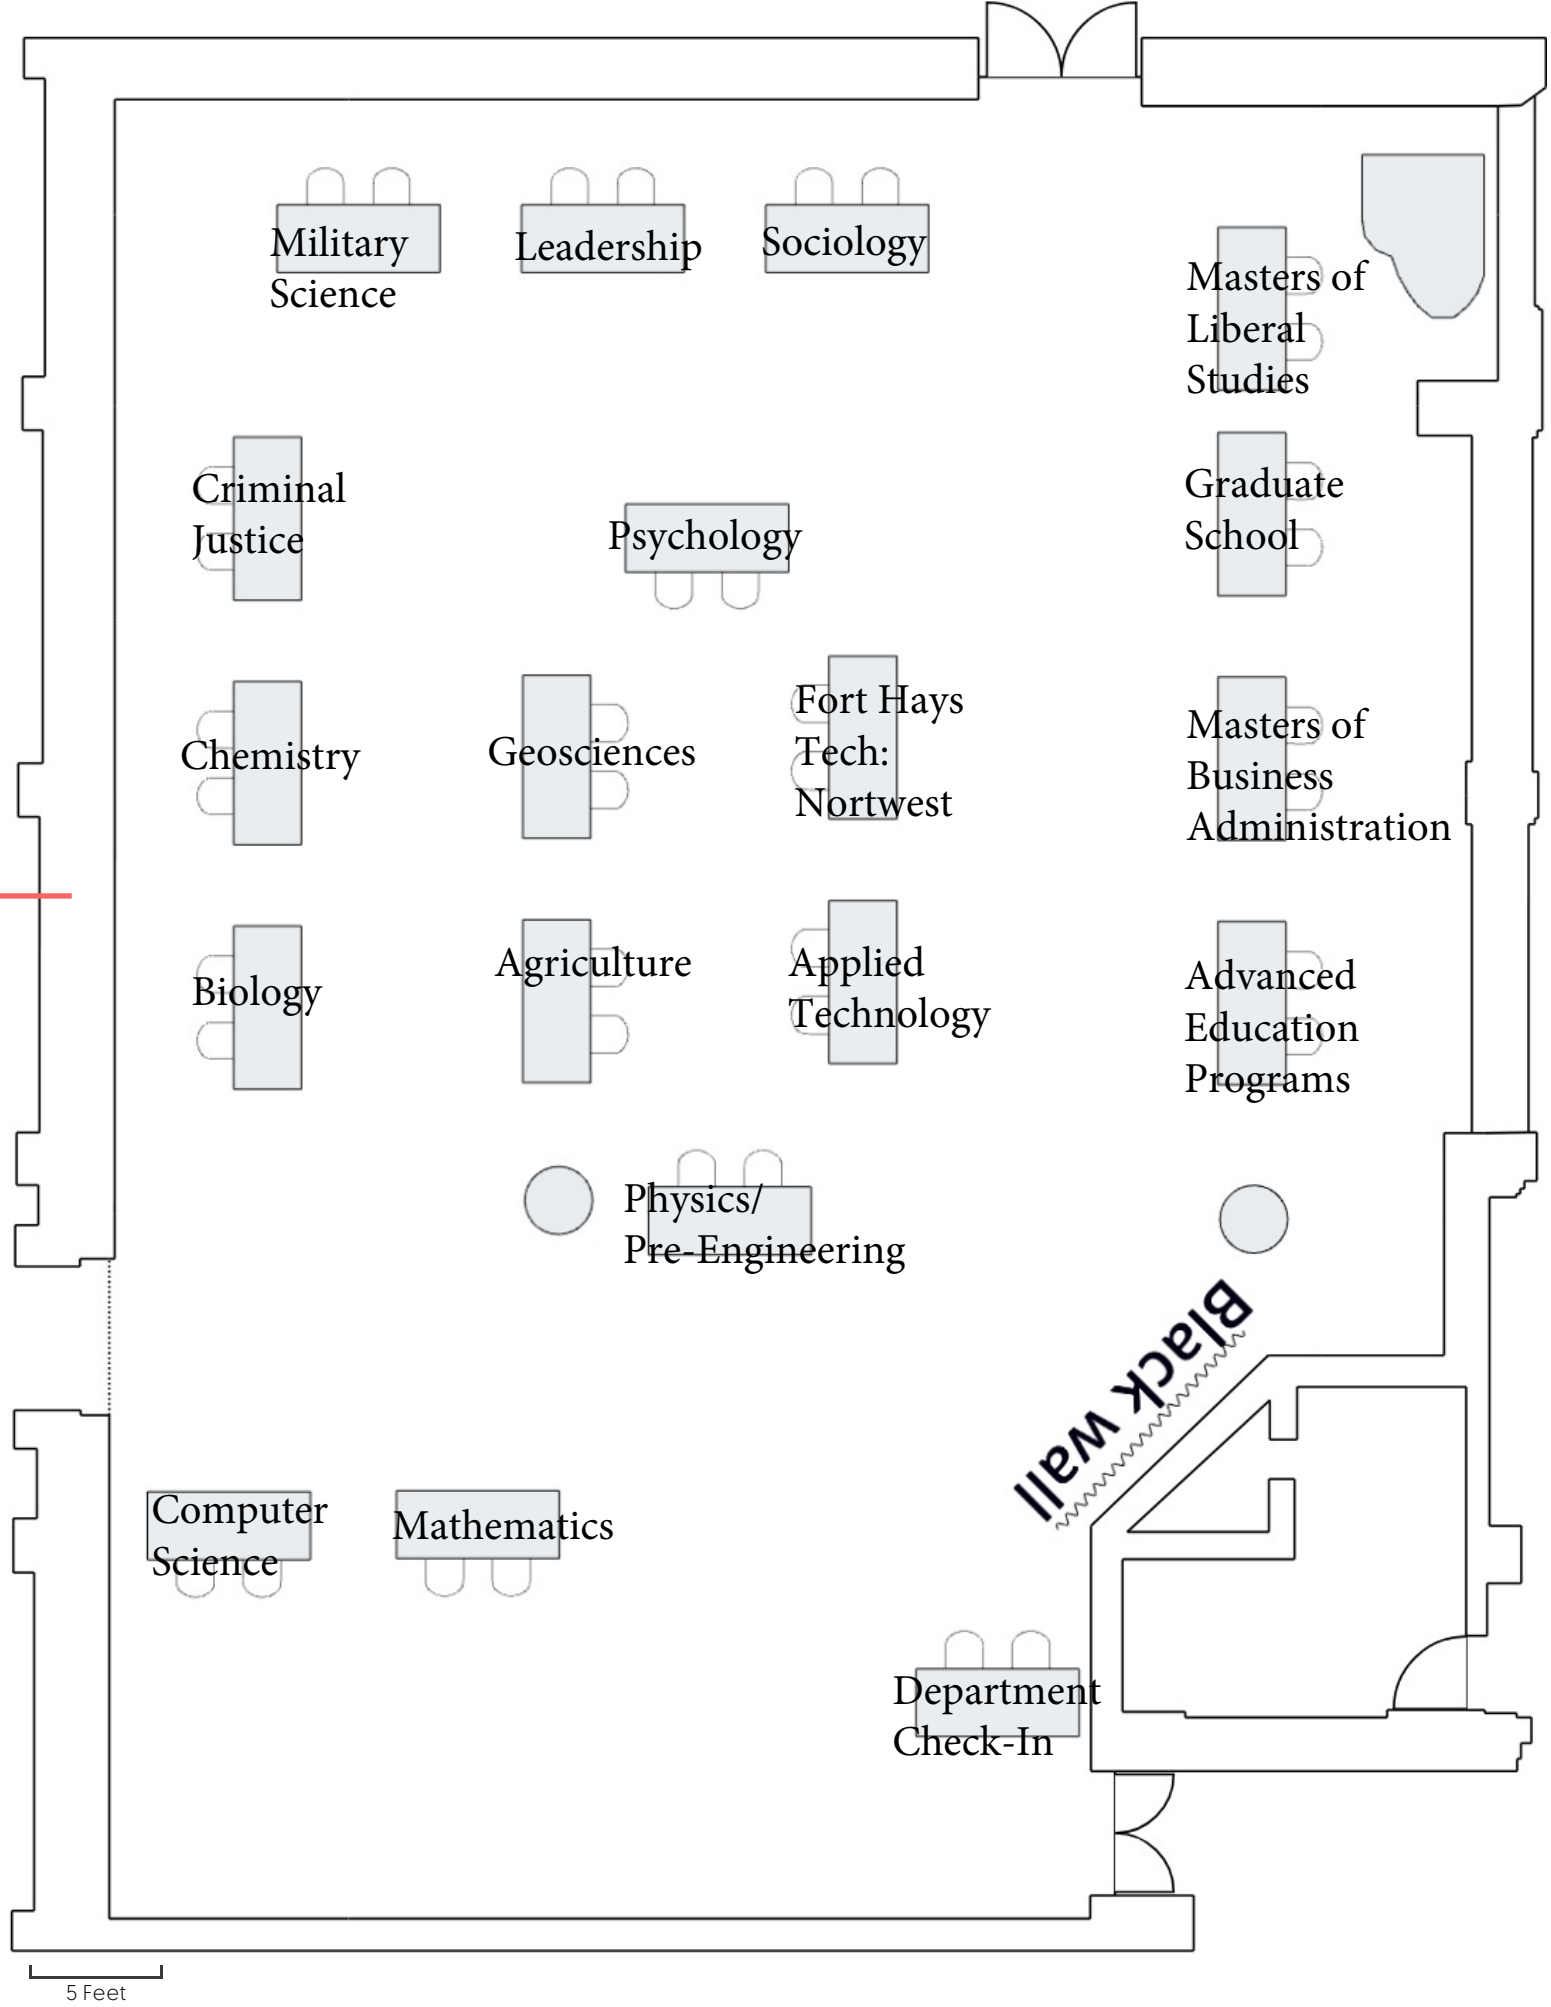 Military
Science
Leadership
Sociology
Masters of
Liberal
Studies
Criminal
Justice
Psychology
Graduate
School
Chemistry
Geosciences
Fort Hays
Tech:
Nortwest
Masters of
Business
Administration
Biology
Agriculture
Applied
Technology
Advanced
Education
Programs
Physics/
Pre-Engineering
Black wall
Computer
Science
Mathematics
Department
Check-In
5 Feet